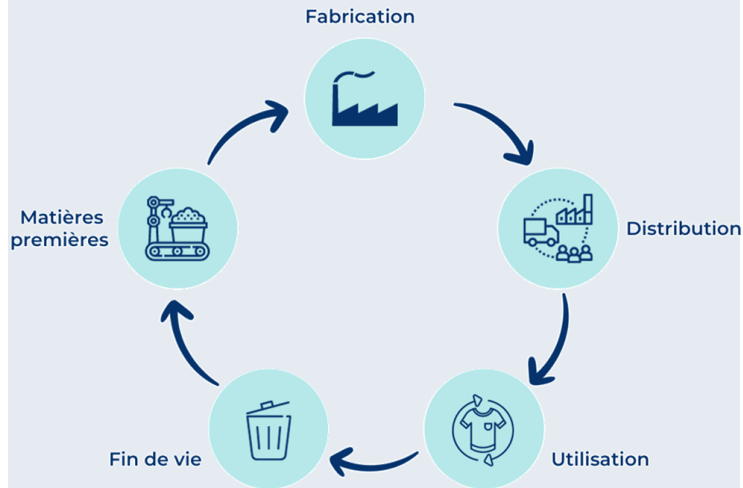 Fabrication
Distribution
Utilisation
Fin de vie
Matières
premières